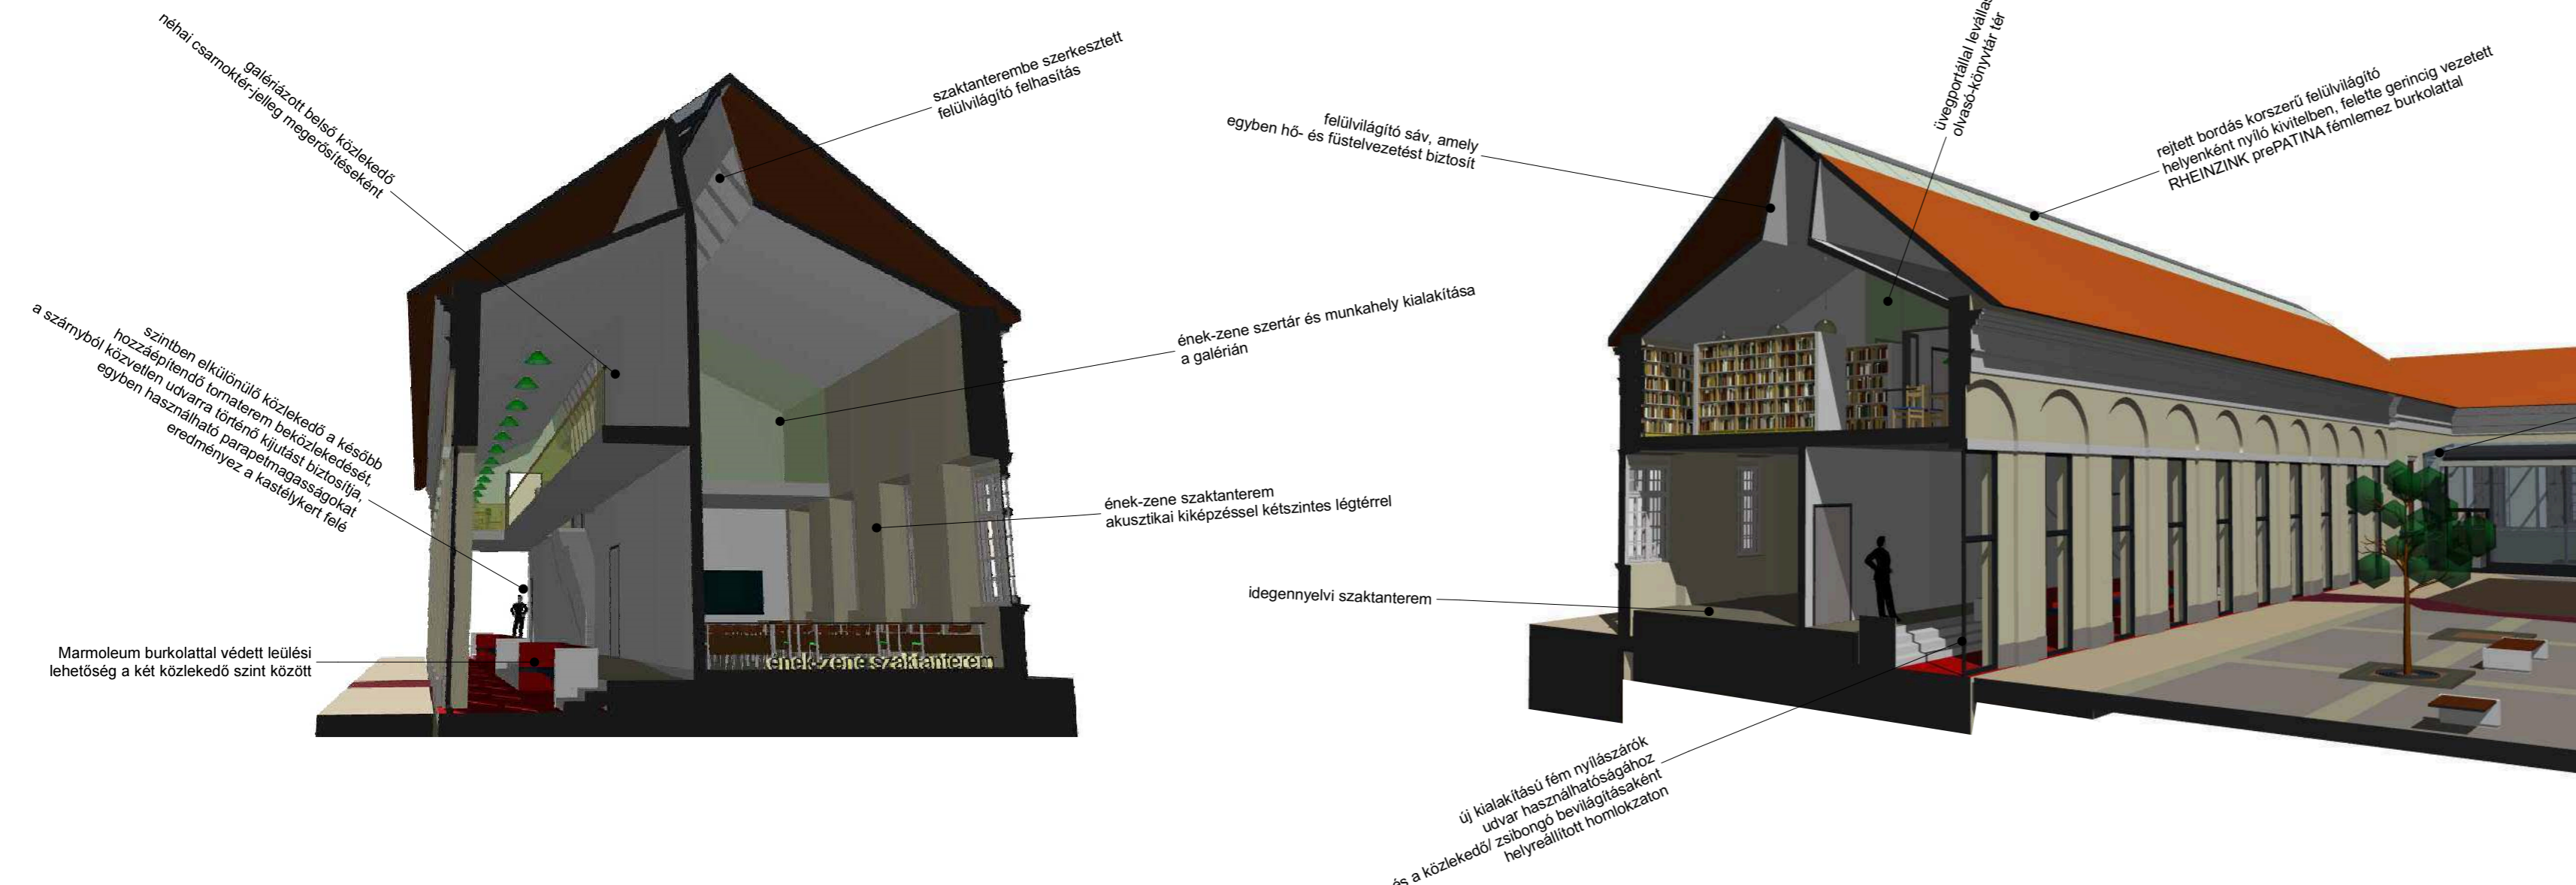 néhai csarnoktér-jelleg megerősítéseként
galériázott belső közlekedő
szaktanterembe szerkesztett
felülvilágító felhasítás
szintben elkülönülő közlekedő a később
hozzáépítendő tornaterem beközlekedését,
a szárnyból közvetlen udvarra történő kijutást biztosítja,
egyben használható parapetmagasságokat
eredményez a kastélykert felé
ének-zene szertár és munkahely kialakítása
a galérián
ének-zene szaktanterem
akusztikai kiképzéssel kétszintes légtérrel
Marmoleum burkolattal védett leülési
lehetőség a két közlekedő szint között
ének-zene szaktanterem
felülvilágító sáv, amely
egyben hő- és füstelvezetést biztosít
üvegportállal leválas
olvasó-könyvtár tér
rejtett bordás korszerű felülvilágító
helyenként nyíló kivitelben, felette gerincig vezetett
RHEINZINK prePATINA fémlemez burkolattal
idegennyelvi szaktanterem
új kialakítású fém nyílászárók
udvar használhatóságához
és a közlekedő/ zsibongó bevilágításaként
helyreállított homlokzaton